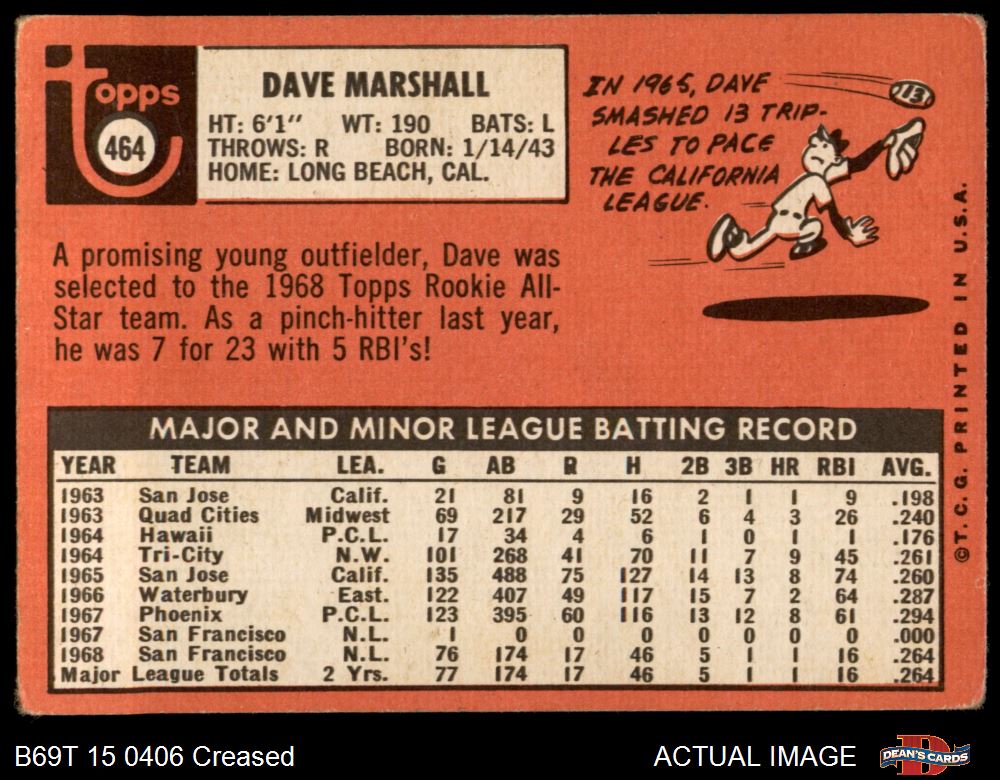 topps
464
DAVE MARSHALL
HT: 6'1" WT: 190 BATS: L
THROWS: R BORN: 1/14/43
HOME: LONG BEACH, CAL.
IN 1965, DAVE
SMASHED 13 TRIP-
LES TO PACE
THE CALIFORNIA
LEAGUE.
13
A promising young outfielder, Dave was
selected to the 1968 Topps Rookie All-
Star team. As a pinch-hitter last year,
he was 7 for 23 with 5 RBI's!
MAJOR AND MINOR LEAGUE BATTING RECORD
YEAR TEAM LEA. G AB R H 2B 3B HR RBI AVG.
1963 San Jose Calif. 21 81 9 16 2 1 1 9 .198
1963 Quad Cities Midwest 69 217 29 52 6 4 3 26 .240
1964 Hawaii P.C.L. 17 34 4 6 1 0 1 1 .176
1964 Tri-City N.W. 101 268 41 70 11 7 9 45 .261
1965 San Jose Calif. 135 488 75 127 14 13 8 74 .260
1966 Waterbury East. 122 407 49 117 15 7 2 64 .287
1967 Phoenix P.C.L. 123 395 60 116 13 12 8 61 .294
1967 San Francisco N.L. 1 0 0 0 0 0 0 0 .000
1968 San Francisco N.L. 76 174 17 46 5 1 1 16 .264
Major League Totals 2 Yrs. 77 174 17 46 5 1 1 16 .264
©T.C.G. PRINTED IN U.S.A.
B69T 15 0406 Creased
ACTUAL IMAGE
DEAN'S CARDS